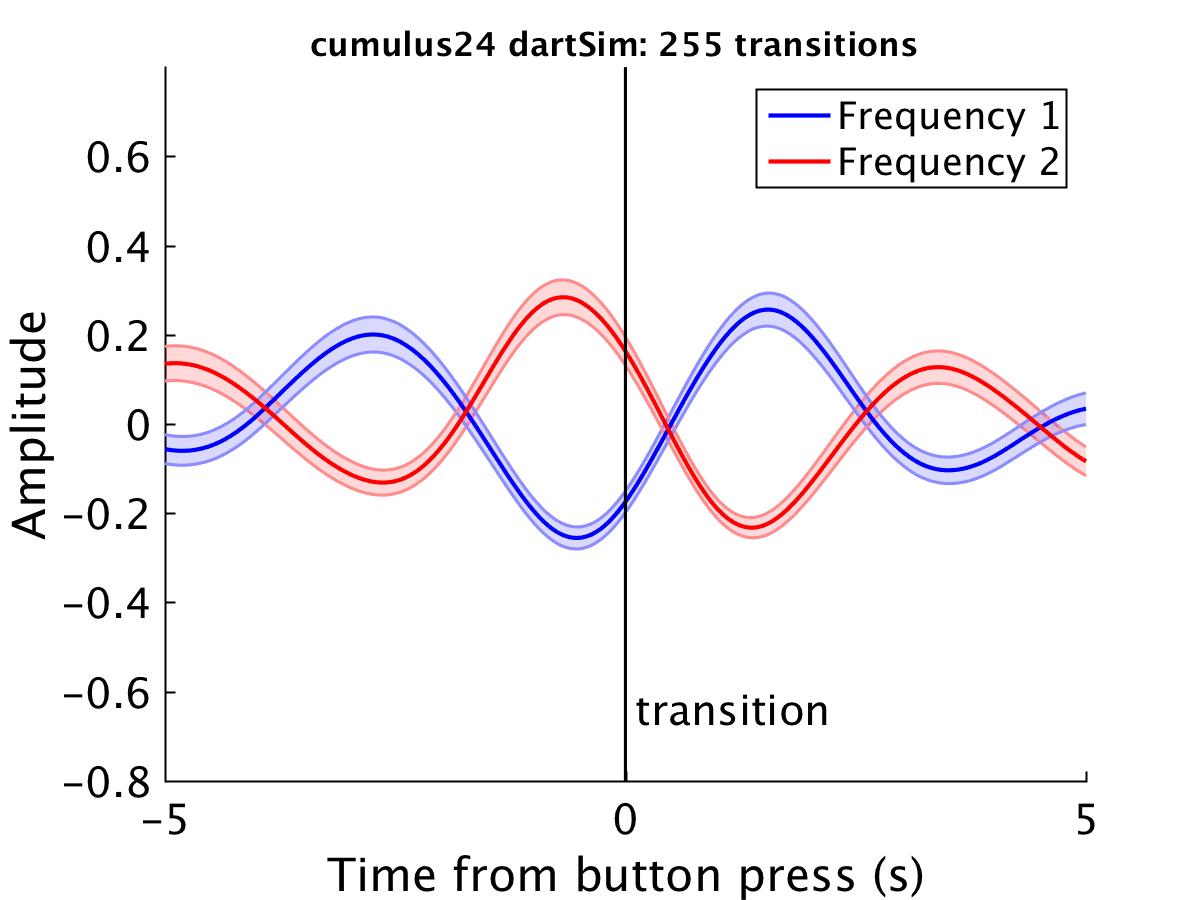 cumulus24 dartSim: 255 transitions
Frequency 1
Frequency 2
0.6
0.4
0.2
0
−0.2
−0.4
−0.6
−0.8
Amplitude
transition
−5
0
5
Time from button press (s)